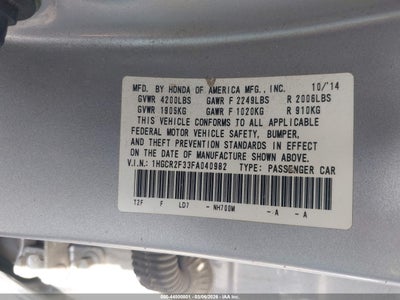 MFD. BY HONDA OF AMERICA MFG., INC. 10/'14
GVWR 4200LBS GAWR F 2249LBS R 2006LBS
GVWR 1905KG GAWR F 1020KG R 910KG
THIS VEHICLE CONFORMS TO ALL APPLICABLE
FEDERAL MOTOR VEHICLE SAFETY, BUMPER,
AND THEFT PREVENTION STANDARDS IN EFFECT
ON THE DATE OF MANUFACTURE SHOWN ABOVE.
V.I.N.: 1HGCR2F33FA040982 TYPE: PASSENGER CAR
T2F F LD7 - NH700M - A - A